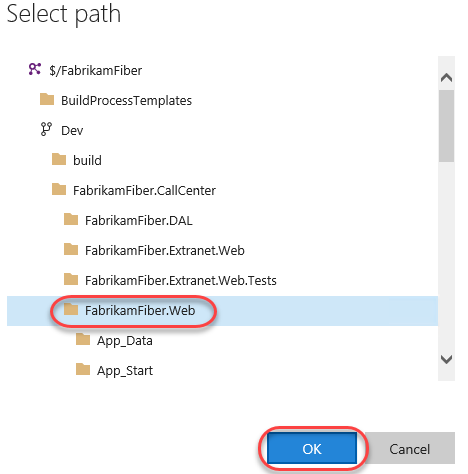 Select path
$/FabrikamFiber
BuildProcessTemplates
Dev
build
FabrikamFiber.CallCenter
FabrikamFiber.DAL
FabrikamFiber.Extranet.Web
FabrikamFiber.Extranet.Web.Tests
FabrikamFiber.Web
App_Data
App_Start
OK Cancel